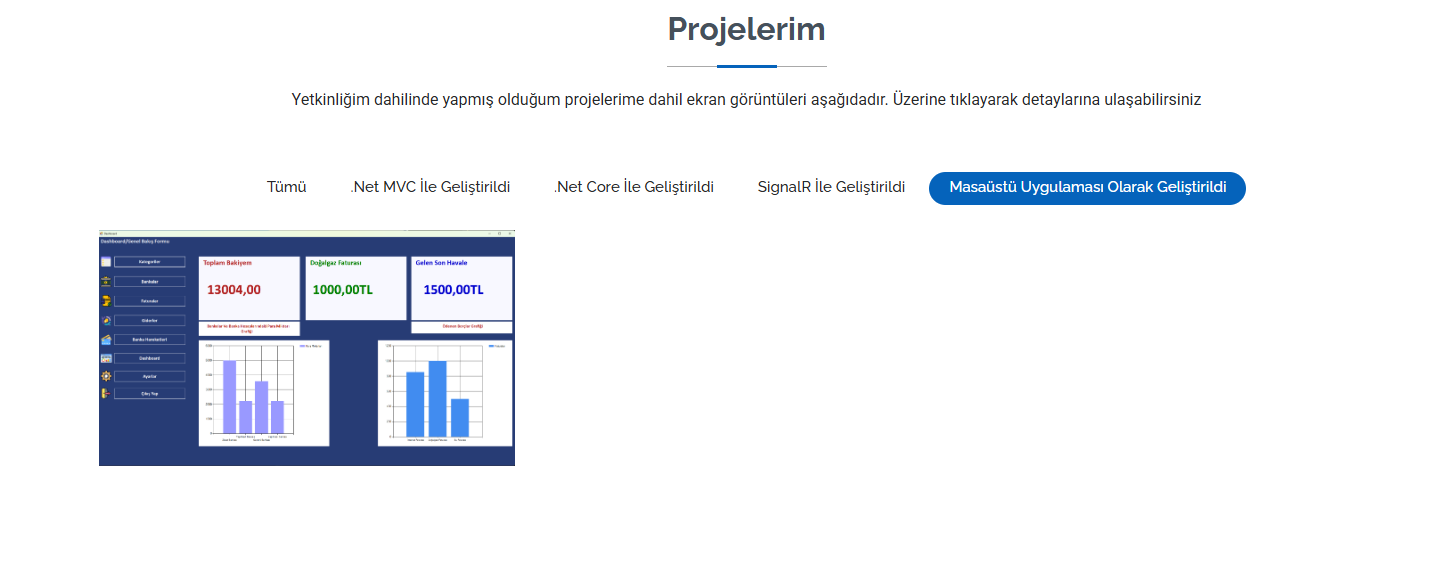 Projelerim
Yetkinliğim dahilinde yapmış olduğum projelerime dahil ekran görüntüleri aşağıdadır. Üzerine tıklayarak detaylarına ulaşabilirsiniz
Tümü .Net MVC İle Geliştirildi .Net Core İle Geliştirildi SignalR İle Geliştirildi Masaüstü Uygulaması Olarak Geliştirildi
Dashboard/Genel Bakış Formu
Kategoriler
Bankalar
Faturalar
Giderler
Banka Hareketleri
Dashboard
Ayarlar
Çıkış Yap
Toplam Bakiyem Doğalgaz Faturası Gelen Son Havale
13004,00 1000,00TL 1500,00TL
Ödenen Borçlar Grafiği